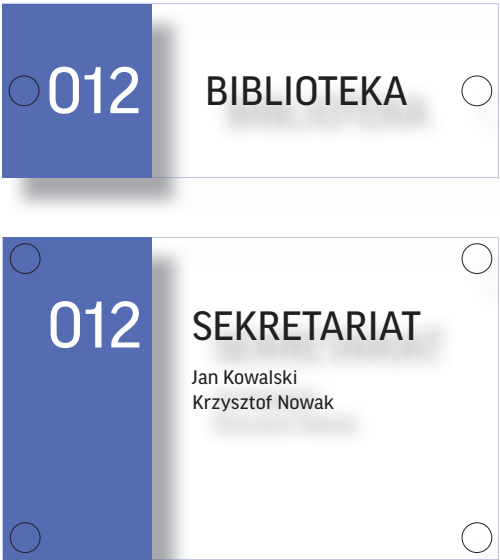 012 BIBLIOTEKA
012
SEKRETARIAT
Jan Kowalski
Krzysztof Nowak